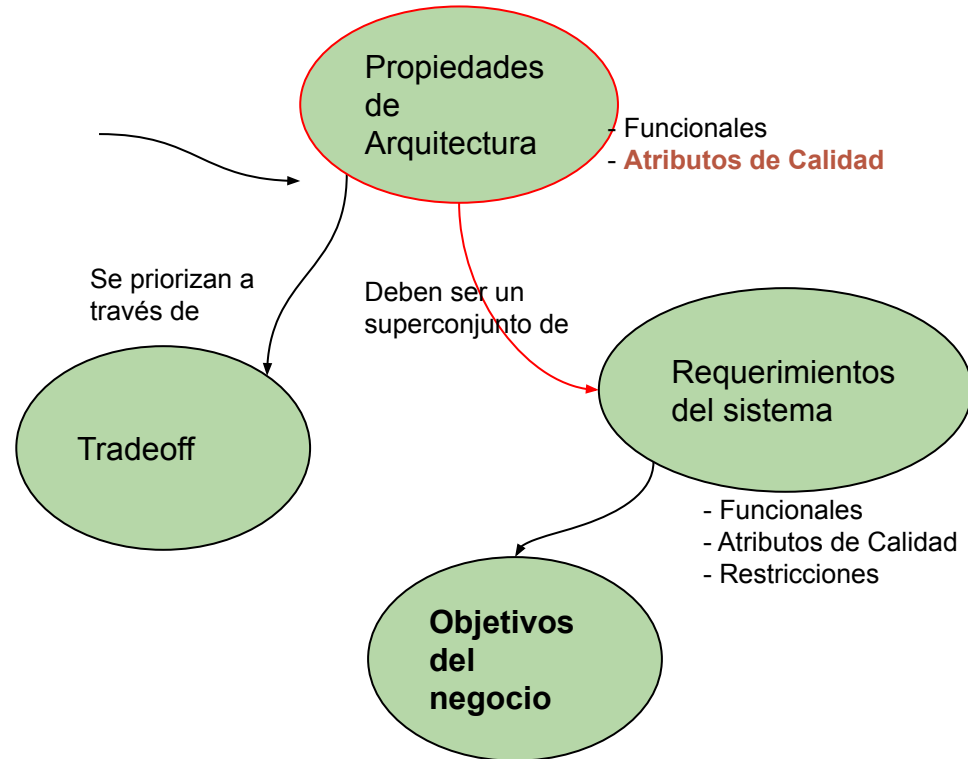 Propiedades
de
Arquitectura
- Funcionales
- Atributos de Calidad
Se priorizan a
través de
Deben ser un
superconjunto de
Tradeoff
Requerimientos
del sistema
- Funcionales
- Atributos de Calidad
- Restricciones
Objetivos
del
negocio